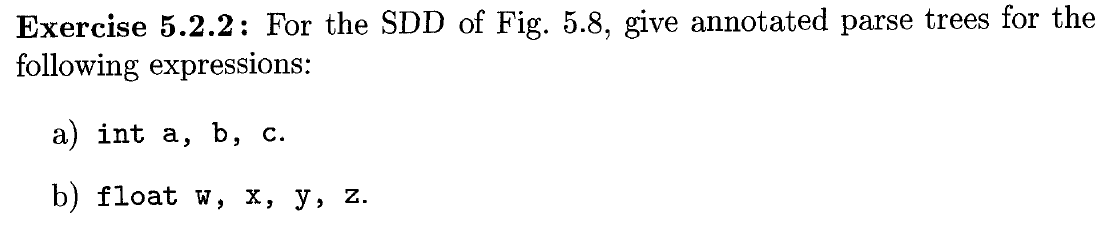 Exercise 5.2.2: For the SDD of Fig. 5.8, give annotated parse trees for the
following expressions:
a) int a, b, c.
b) float w, x, y, z.